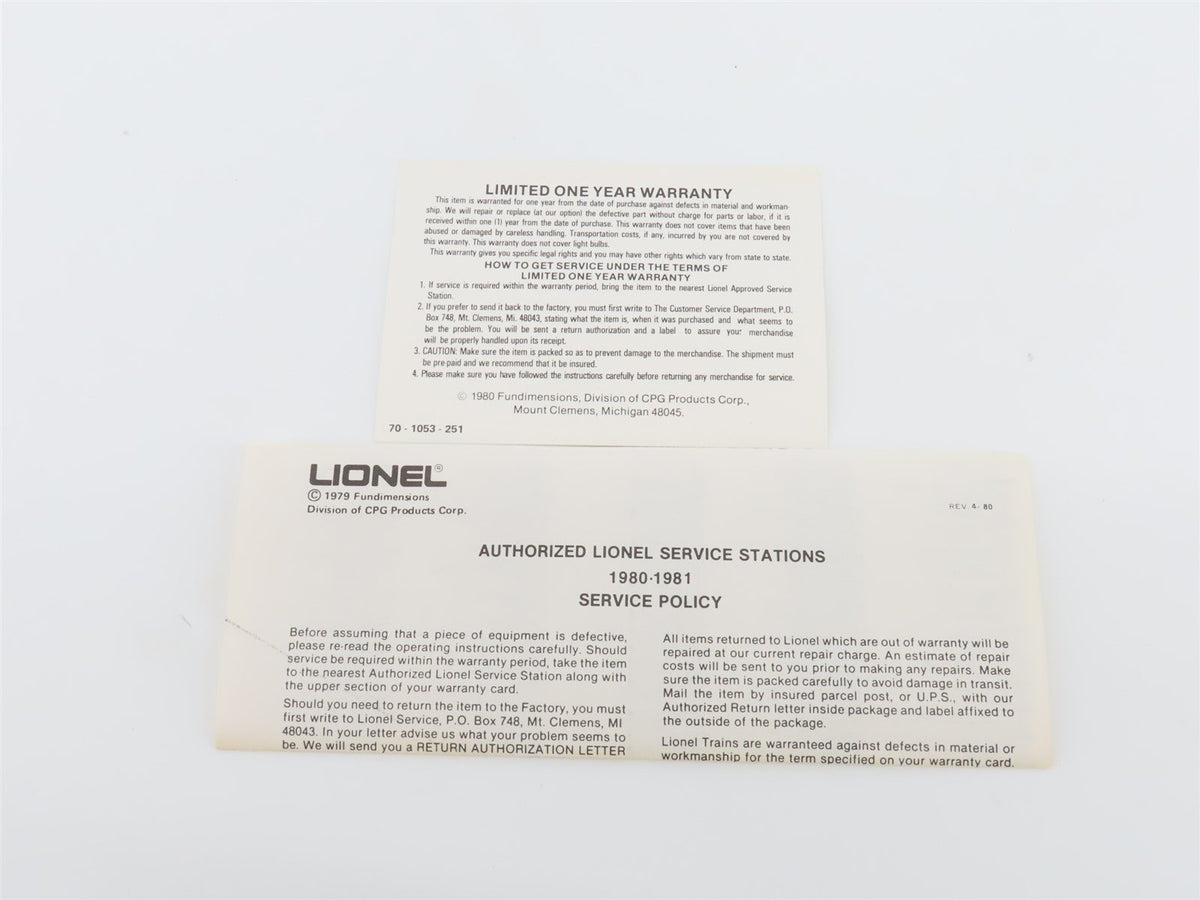 LIMITED ONE YEAR WARRANTY
This item is warranted for one year from the date of purchase against defects in material and workman-
ship. We will repair or replace (at our option) the defective part without charge for parts or labor, if it is
received within one (1) year from the date of purchase. This warranty does not cover items that have been
abused or damaged by careless handling. Transportation costs, if any, incurred by you are not covered by
this warranty. This warranty does not cover light bulbs.
This warranty gives you specific legal rights and you may have other rights which vary from state to state.
HOW TO GET SERVICE UNDER THE TERMS OF
LIMITED ONE YEAR WARRANTY
1. If service is required within the warranty period, bring the item to the nearest Lionel Approved Service
Station.
2. If you prefer to send it back to the factory, you must first write to The Customer Service Department, P.O.
Box 748, Mt. Clemens, Mi. 48043, stating what the item is, when it was purchased and what seems to
be the problem. You will be sent a return authorization and a label to assure your merchandise
will be properly handled upon its receipt.
3. CAUTION: Make sure the item is packed so as to prevent damage to the merchandise. The shipment must
be pre-paid and we recommend that it be insured.
4. Please make sure you have followed the instructions carefully before returning any merchandise for service.
© 1980 Fundimensions, Division of CPG Products Corp.,
Mount Clemens, Michigan 48045.
70 - 1053 - 251
LIONEL®
© 1979 Fundimensions
Division of CPG Products Corp.
REV. 4- 80
AUTHORIZED LIONEL SERVICE STATIONS
1980-1981
SERVICE POLICY
Before assuming that a piece of equipment is defective,
please re-read the operating instructions carefully. Should
service be required within the warranty period, take the item
to the nearest Authorized Lionel Service Station along with
the upper section of your warranty card.
Should you need to return the item to the Factory, you must
first write to Lionel Service, P.O. Box 748, Mt. Clemens, MI
48043. In your letter advise us what your problem seems to
be. We will send you a RETURN AUTHORIZATION LETTER
All items returned to Lionel which are out of warranty will be
repaired at our current repair charge. An estimate of repair
costs will be sent to you prior to making any repairs. Make
sure the item is packed carefully to avoid damage in transit.
Mail the item by insured parcel post, or U.P.S., with our
Authorized Return letter inside package and label affixed to
the outside of the package.
Lionel Trains are warranteed against defects in material or
workmanship for the term specified on your warranty card.